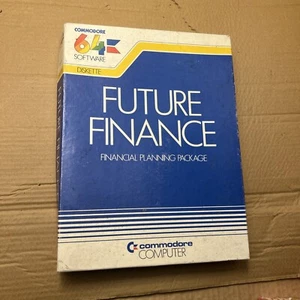 COMMODORE
64
SOFTWARE
DISKETTE
FUTURE
FINANCE
FINANCIAL PLANNING PACKAGE
commodore
COMPUTER